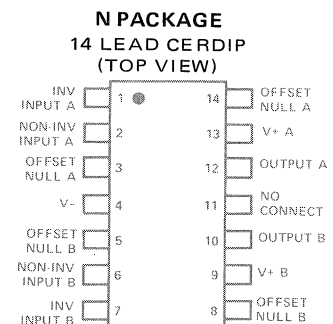 N PACKAGE
14 LEAD CERDIP
(TOP VIEW)
INV
INPUT A
1
14
OFFSET
NULL A
NON-INV
INPUT A
2
13
V+ A
OFFSET
NULL A
3
12
OUTPUT A
V-
4
11
NO
CONNECT
OFFSET
NULL B
5
10
OUTPUT B
NON-INV
INPUT B
6
9
V+ B
INV
INPUT B
7
8
OFFSET
NULL B